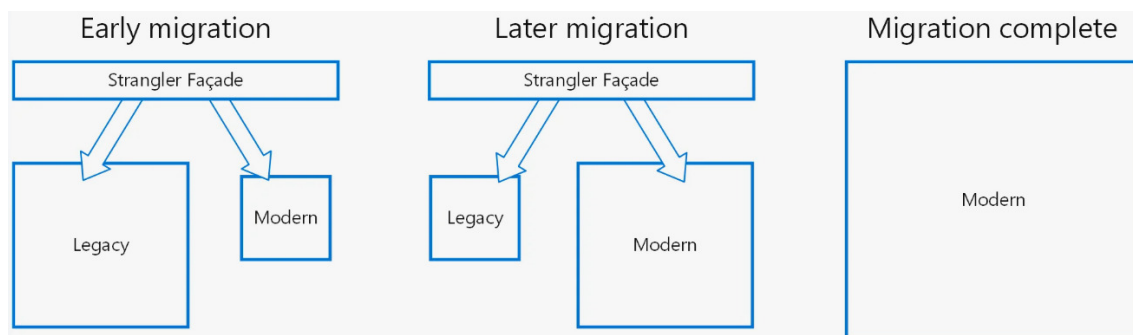 Early migration
Strangler Façade
Legacy
Modern
Later migration
Strangler Façade
Legacy
Modern
Migration complete
Modern